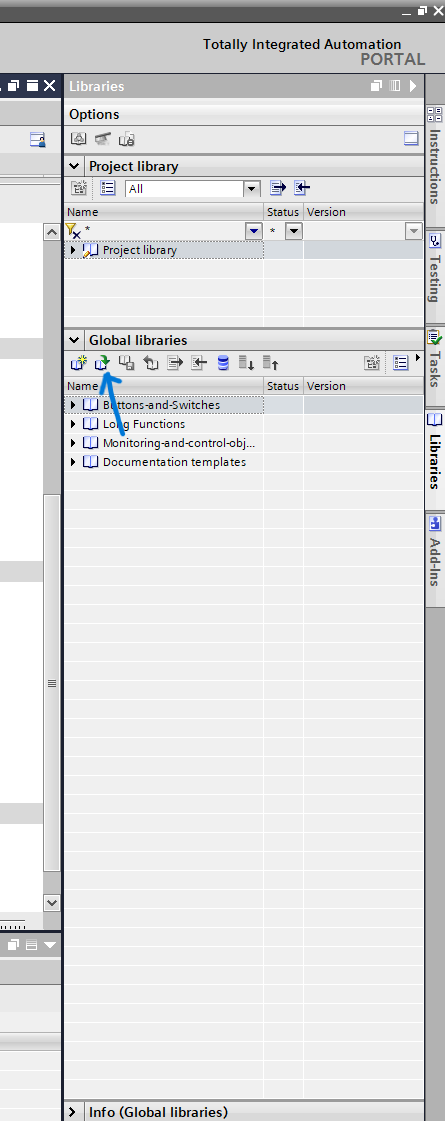 Totally Integrated Automation
PORTAL
Libraries
Options
Project library
All
Name Status Version
* *
Project library
Global libraries
Name Status Version
Buttons-and-Switches
Long Functions
Monitoring-and-control-obj...
Documentation templates
Info (Global libraries)
Instructions
Testing
Tasks
Libraries
Add-Ins